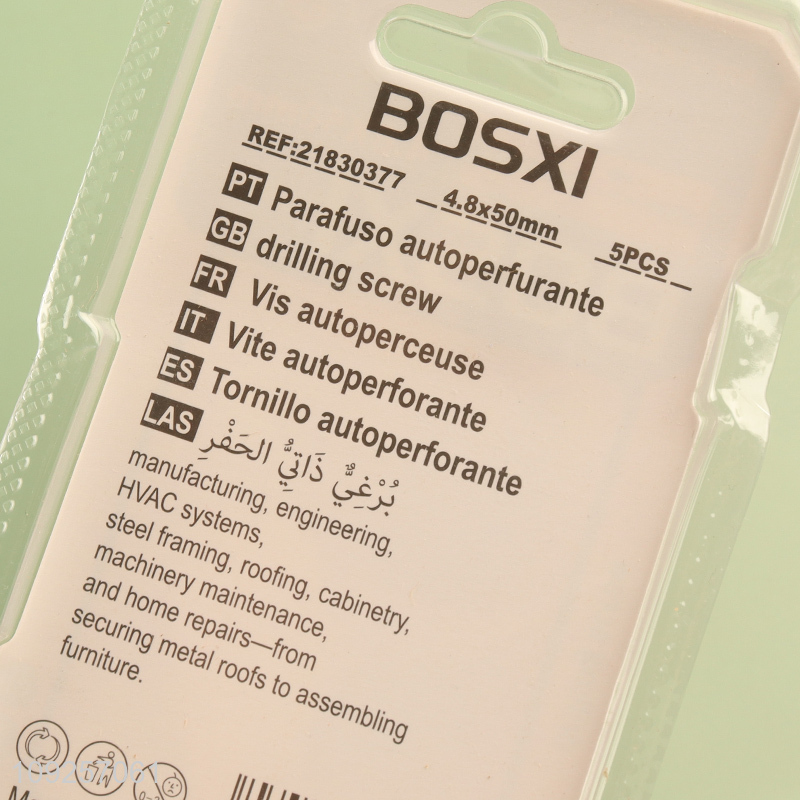 BOSXI
REF:21830377 4.8x50mm 5PCS
PT Parafuso autoperfurante
GB drilling screw
FR Vis autoperceuse
IT Vite autoperforante
ES Tornillo autoperforante
LAS بُرْغِيٌّ ذَاتِيُّ الحَفْرِ
manufacturing, engineering,
HVAC systems,
steel framing, roofing, cabinetry,
machinery maintenance,
and home repairs—from
securing metal roofs to assembling
furniture.